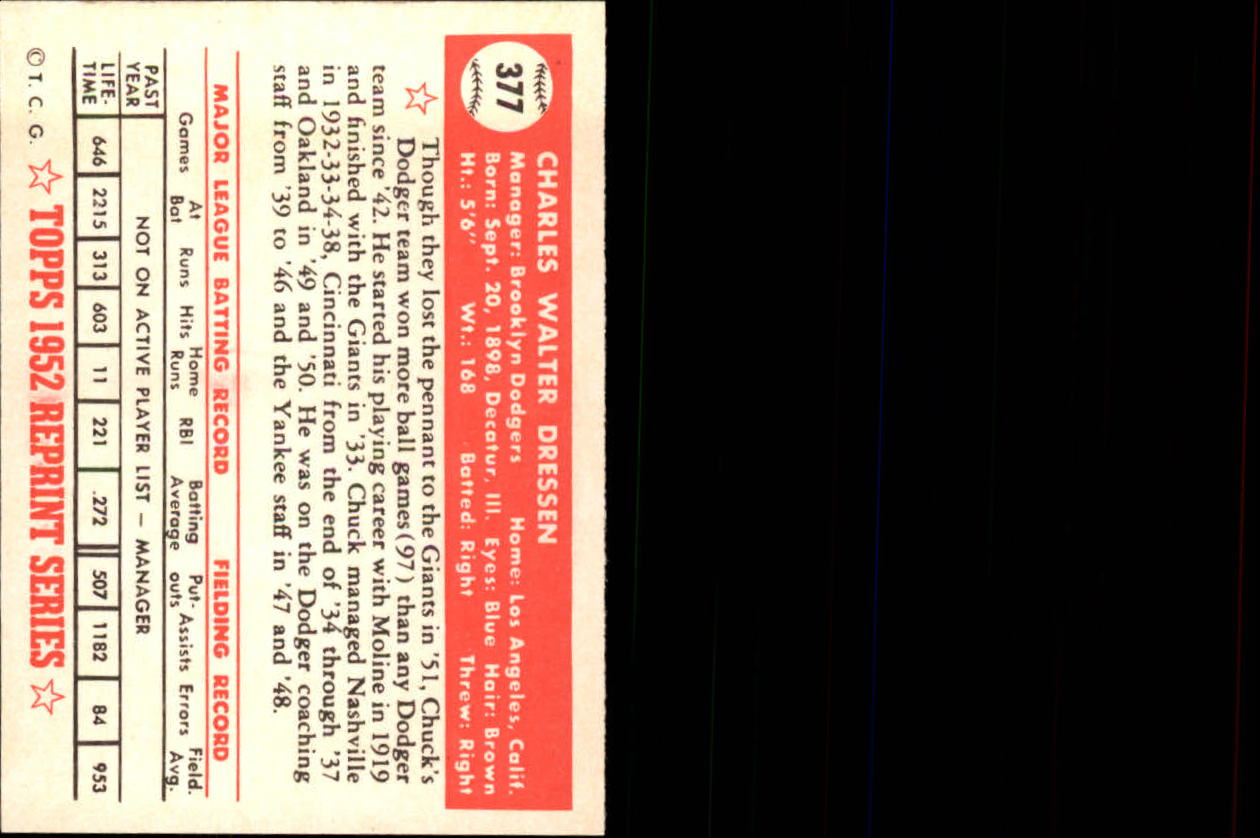 377
CHARLES WALTER DRESSEN
Manager: Brooklyn Dodgers Home: Los Angeles, Calif.
Born: Sept. 20, 1898, Decatur, Ill. Eyes: Blue Hair: Brown
Ht.: 5'6" Wt.: 168 Batted: Right Threw: Right
Though they lost the pennant to the Giants in '51, Chuck's
Dodger team won more ball games (97) than any Dodger
team since '42. He started his playing career with Moline in 1919
and finished with the Giants in '33. Chuck managed Nashville
in 1932-33-34-38, Cincinnati from the end of '34 through '37
and Oakland in '49 and '50. He was on the Dodger coaching
staff from '39 to '46 and the Yankee staff in '47 and '48.
MAJOR LEAGUE BATTING RECORD FIELDING RECORD
Games At Bat Runs Hits Home Runs RBI Batting Average Put-outs Assists Errors Field. Avg.
PAST YEAR NOT ON ACTIVE PLAYER LIST — MANAGER
LIFE-TIME 646 2215 313 603 11 221 .272 507 1182 84 953
© T. C. G. TOPPS 1952 REPRINT SERIES